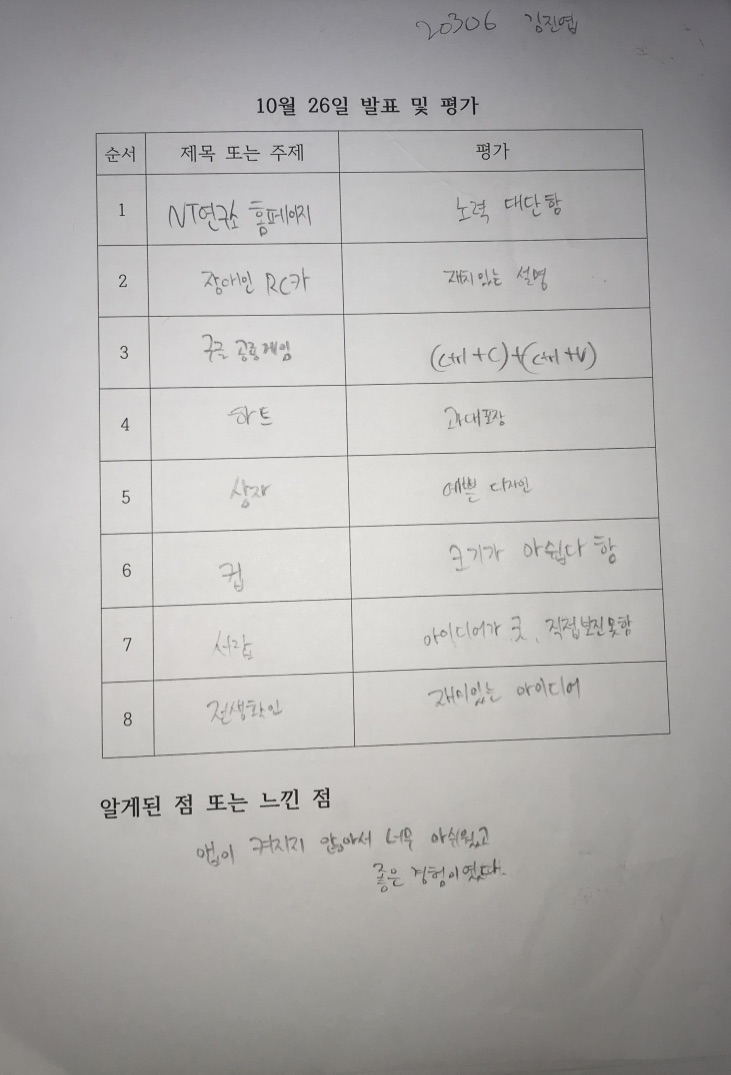 20306 김진엽
10월 26일 발표 및 평가
순서 제목 또는 주제 평가
1 NT연구소 홈페이지 노력 대단함
2 장애인 RC카 재치있는 설명
3 구글 공룡게임 (ctrl+C)+(ctrl+V)
4 하트 과대포장
5 상자 예쁜 디자인
6 컵 크기가 아쉽다 함
7 서랍 아이디어가 굿, 직접보진못함
8 전생확인 재미있는 아이디어
알게된 점 또는 느낀 점
앱이 켜지지 않아서 너무 아쉬웠고
좋은 경험이였다.